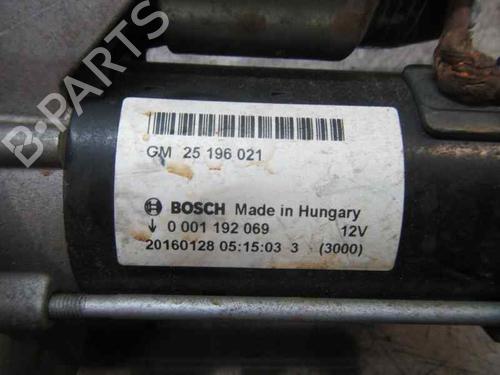 B-PARTS
GM 25 196 021
BOSCH Made in Hungary
↓ 0 001 192 069 12V
20160128 05:15:03 3 (3000)